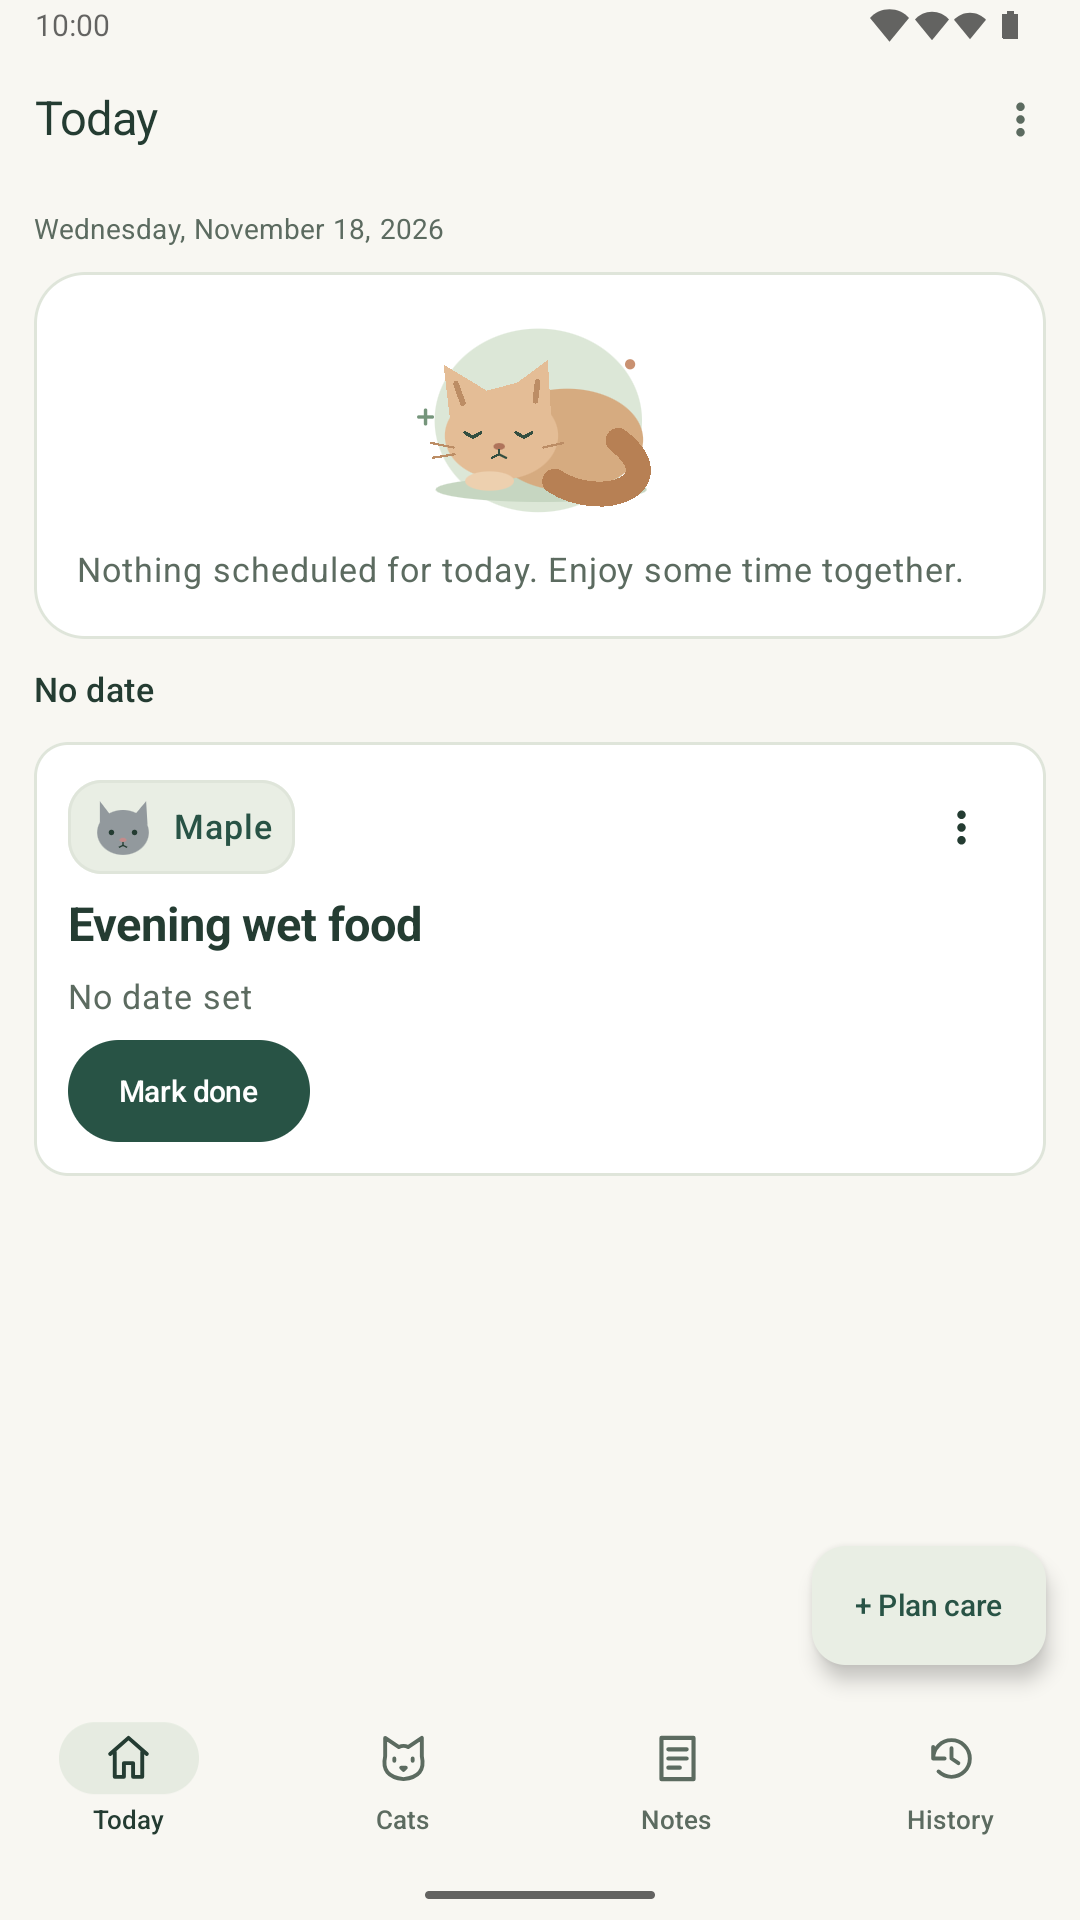 10:00
Today
Wednesday, November 18, 2026
Nothing scheduled for today. Enjoy some time together.
No date
Maple
Evening wet food
No date set
Mark done
+ Plan care
Today
Cats
Notes
History